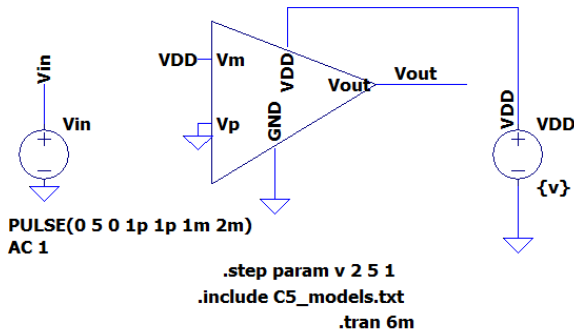 Vin
Vin
PULSE(0 5 0 1p 1p 1m 2m)
AC 1
VDD
Vm
VDD
Vp
GND
Vout
Vout
VDD
VDD
{v}
.step param v 2 5 1
.include C5_models.txt
.tran 6m